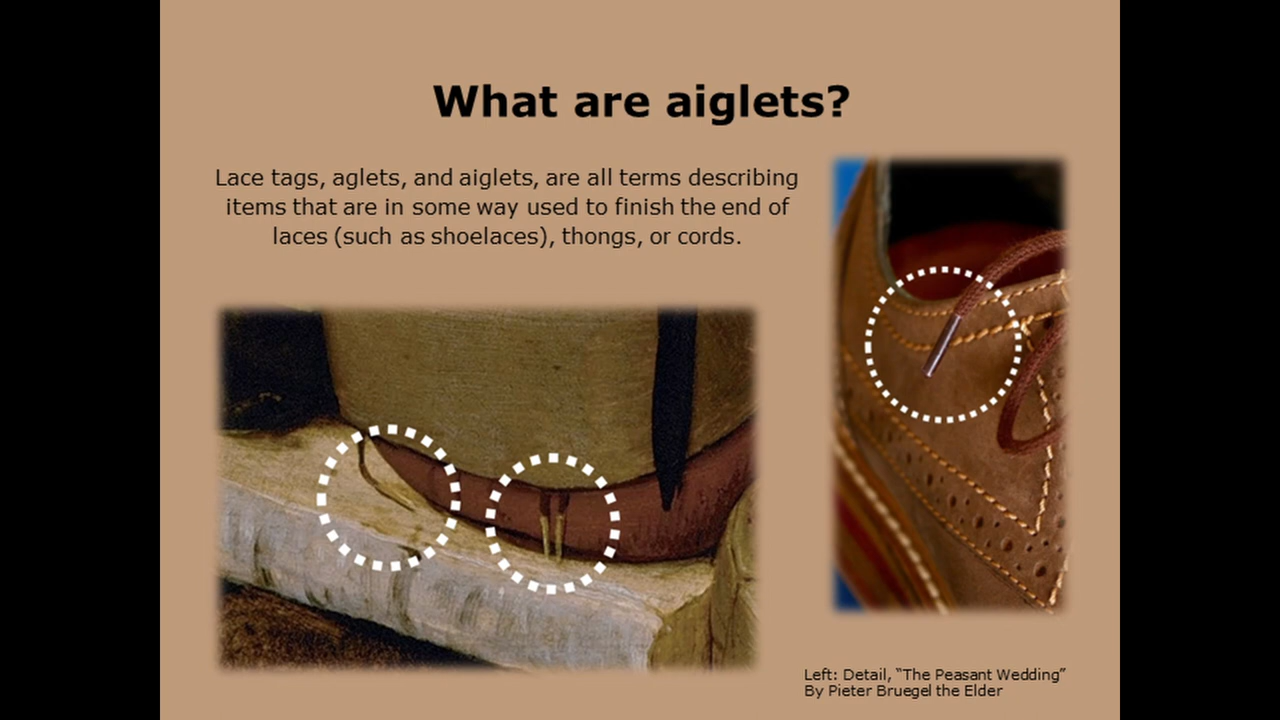 What are aiglets?
Lace tags, aglets, and aiglets, are all terms describing
items that are in some way used to finish the end of
laces (such as shoelaces), thongs, or cords.
Left: Detail, “The Peasant Wedding”
By Pieter Bruegel the Elder